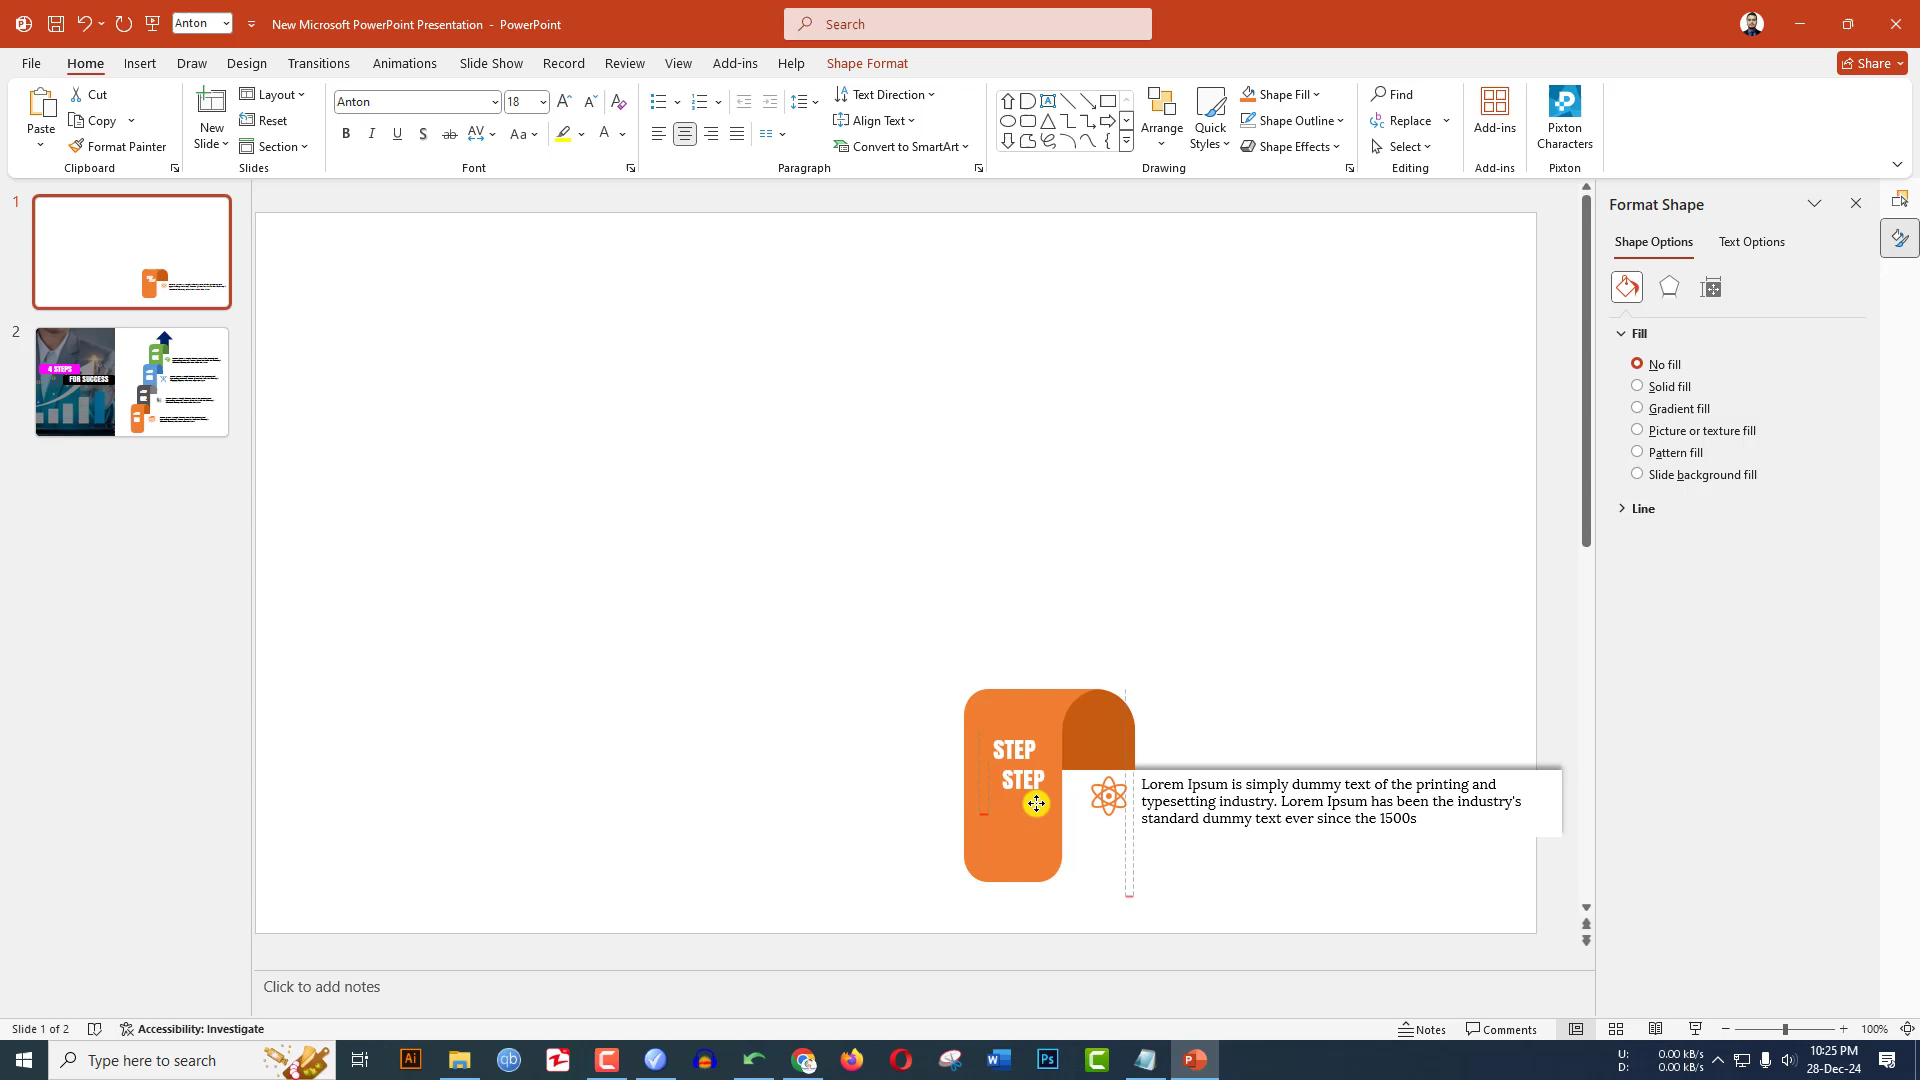 Anton
New Microsoft PowerPoint Presentation - PowerPoint
Search
File Home Insert Draw Design Transitions Animations Slide Show Record Review View Add-ins Help Shape Format
Share
Paste
Cut
Copy
Format Painter
Clipboard
New
Slide
Layout
Reset
Section
Slides
Anton 18
B I U S ab AV Aa A
Font
Text Direction
Align Text
Convert to SmartArt
Paragraph
Arrange
Quick
Styles
Shape Fill
Shape Outline
Shape Effects
Drawing
Find
Replace
Select
Editing
Add-ins
Add-ins
Pixton
Characters
Pixton
1
2
4 STEPS
FOR SUCCESS
STEP
STEP
Lorem Ipsum is simply dummy text of the printing and
typesetting industry. Lorem Ipsum has been the industry's
standard dummy text ever since the 1500s
Format Shape
Shape Options Text Options
Fill
No fill
Solid fill
Gradient fill
Picture or texture fill
Pattern fill
Slide background fill
Line
Click to add notes
Slide 1 of 2
Accessibility: Investigate
Notes
Comments
100%
Type here to search
U: 0.00 kB/s
D: 0.00 kB/s
10:25 PM
28-Dec-24